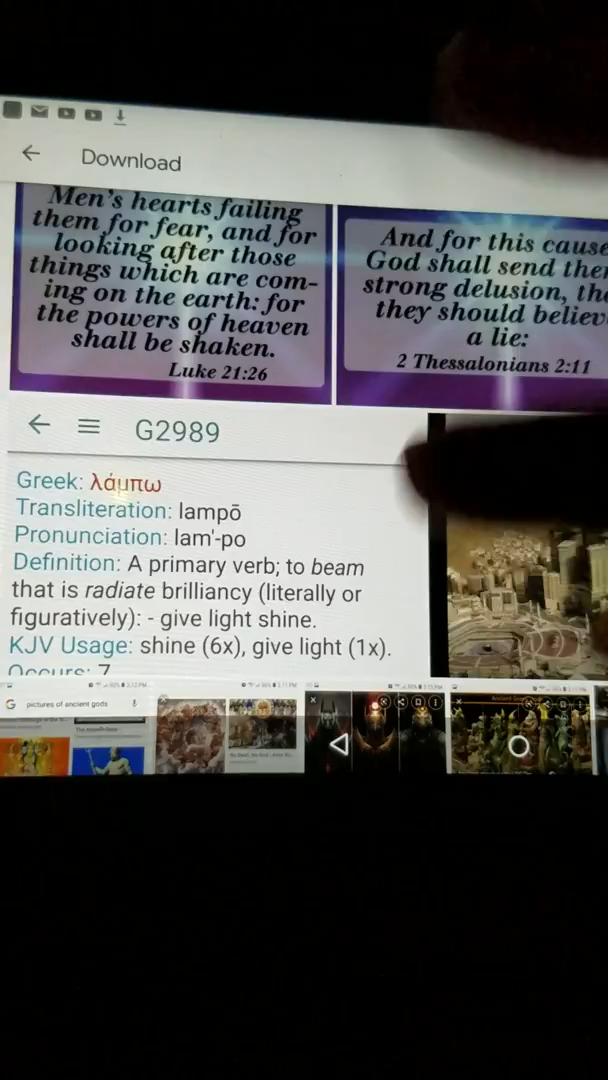 Download
Men's hearts failing
them for fear, and for
looking after those
things which are com-
ing on the earth: for
the powers of heaven
shall be shaken.
Luke 21:26
And for this cause
God shall send
strong delusion,
they should
a lie:
2 Thessalonians 2:11
G2989
Greek: λάμπω
Transliteration: lampō
Pronunciation: lam'-po
Definition: A primary verb; to beam
that is radiate brilliancy (literally or
figuratively): - give light shine.
KJV Usage: shine (6x), give light (1x).
Occurs: 7
pictures of ancient gods